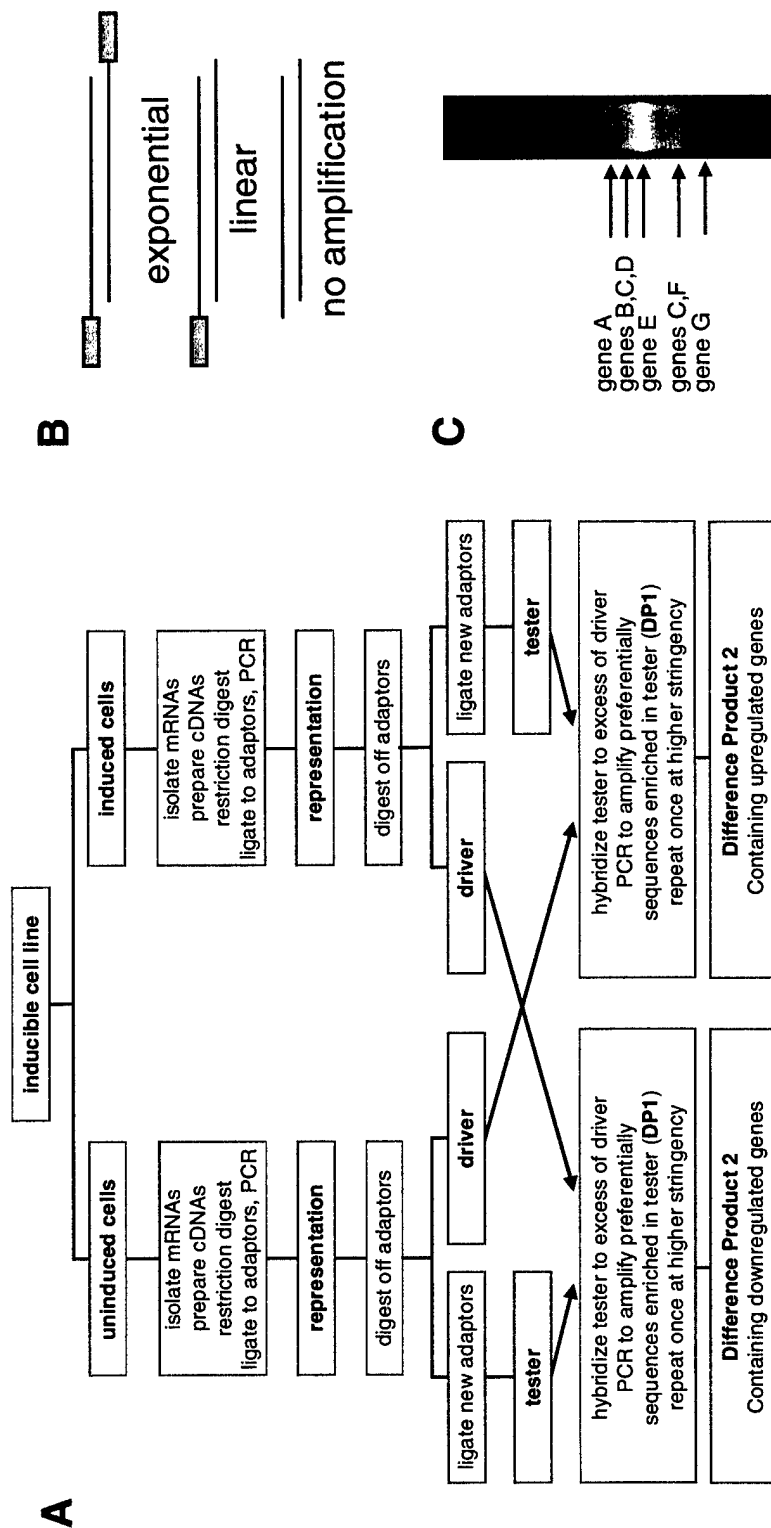 A
inducible cell line
uninduced cells
induced cells
isolate mRNAs
prepare cDNAs
restriction digest
ligate to adaptors, PCR
isolate mRNAs
prepare cDNAs
restriction digest
ligate to adaptors, PCR
representation
representation
digest off adaptors
digest off adaptors
ligate new adaptors
driver
driver
ligate new adaptors
tester
tester
hybridize tester to excess of driver
PCR to amplify preferentially
sequences enriched in tester (DP1)
repeat once at higher stringency
hybridize tester to excess of driver
PCR to amplify preferentially
sequences enriched in tester (DP1)
repeat once at higher stringency
Difference Product 2
Containing downregulated genes
Difference Product 2
Containing upregulated genes
B
exponential
linear
no amplification
C
gene A
genes B,C,D
gene E
genes C,F
gene G